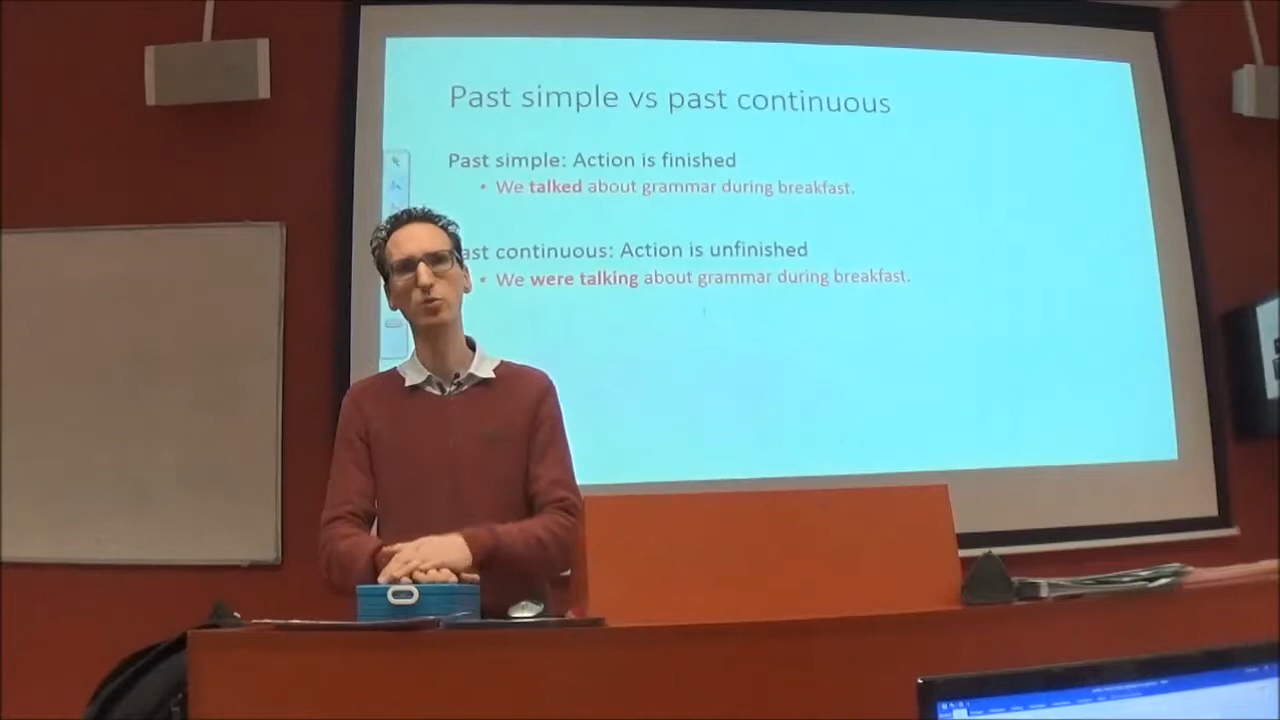 Past simple vs past continuous
Past simple: Action is finished
• We talked about grammar during breakfast.
ast continuous: Action is unfinished
• We were talking about grammar during breakfast.